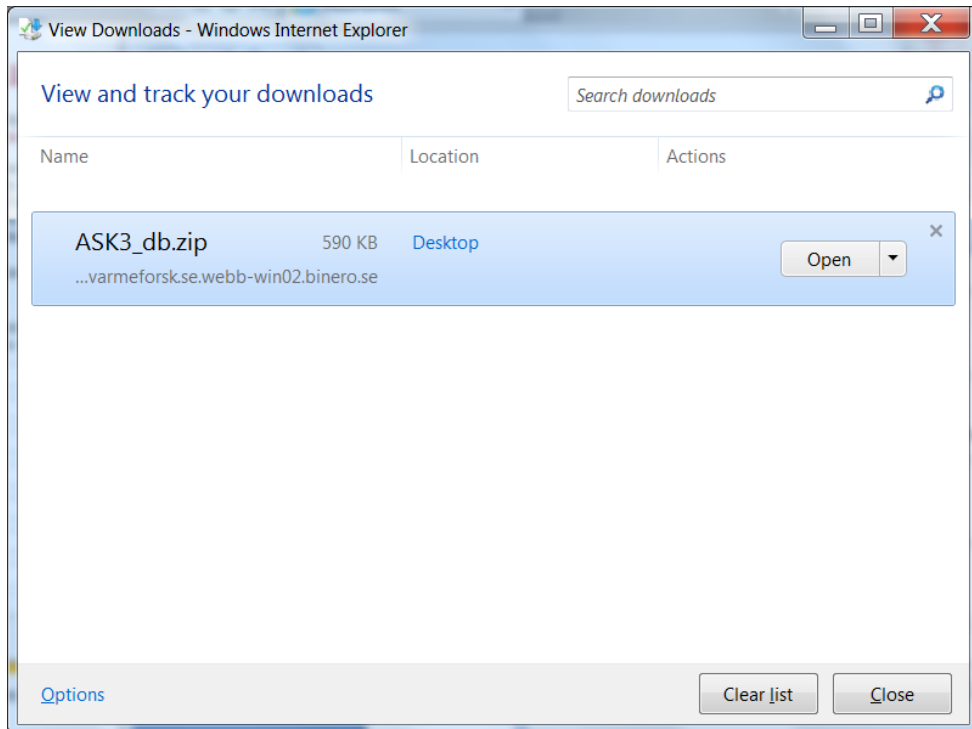 View Downloads - Windows Internet Explorer
View and track your downloads
Search downloads
Name Location Actions
ASK3_db.zip 590 KB Desktop
...varmeforsk.se.webb-win02.binero.se
Open
Options Clear list Close